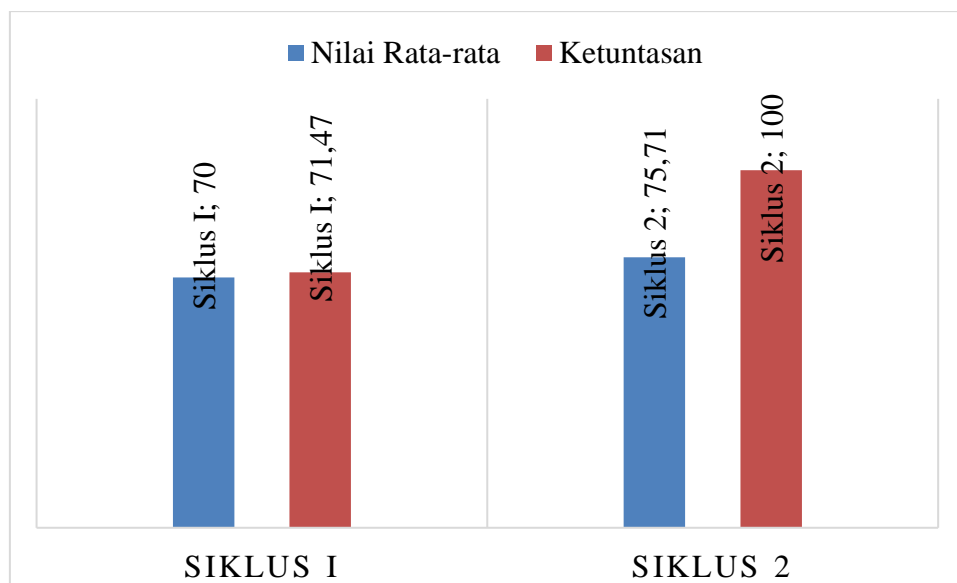 Nilai Rata-rata Ketuntasan
Siklus I; 70
Siklus I; 71,47
Siklus 2; 75,71
Siklus 2; 100
SIKLUS I SIKLUS 2